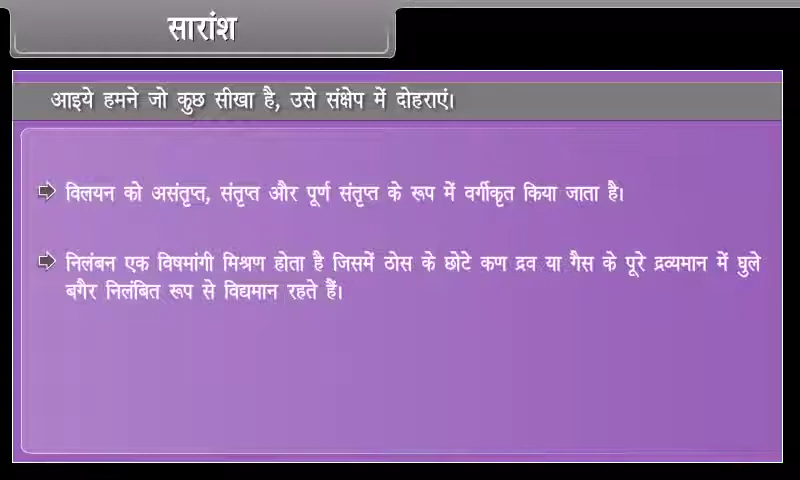 सारांश
आइये हमने जो कुछ सीखा है, उसे संक्षेप में दोहराएं।
विलयन को असंतृप्त, संतृप्त और पूर्ण संतृप्त के रूप में वर्गीकृत किया जाता है।
निलंबन एक विषमांगी मिश्रण होता है जिसमें ठोस के छोटे कण द्रव या गैस के पूरे द्रव्यमान में घुले
बगैर निलंबित रूप से विद्यमान रहते हैं।